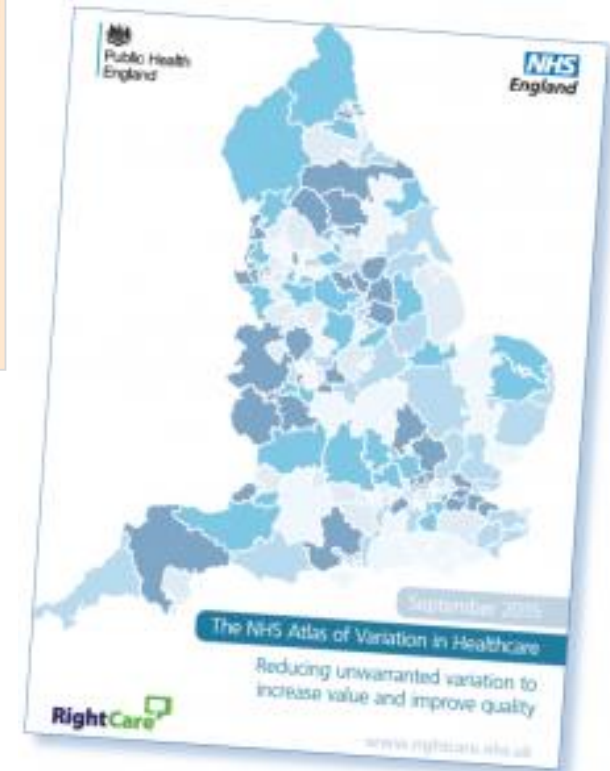 Public Health
England
NHS
England
September 2015
The NHS Atlas of Variation in Healthcare
Reducing unwarranted variation to
increase value and improve quality
RightCare
www.rightcare.nhs.uk